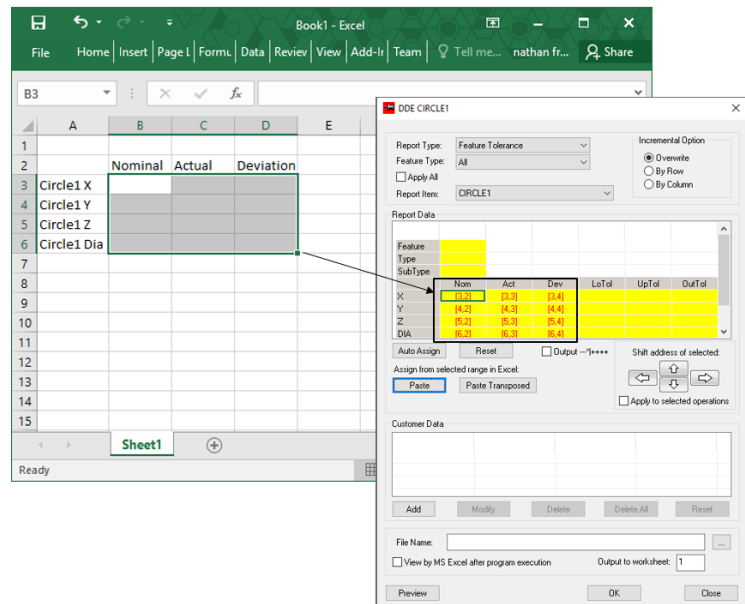 Book1 - Excel
File Home Insert Page L Formu Data Review View Add-In Team Tell me... nathan fr... Share
B3 fx
A B C D E
1
2 Nominal Actual Deviation
3 Circle1 X
4 Circle1 Y
5 Circle1 Z
6 Circle1 Dia
7
8
9
10
11
12
13
14
15
Sheet1
Ready
DDE CIRCLE1
Report Type: Feature Tolerance
Feature Type: All
Apply All
Report Item: CIRCLE1
Incremental Option
Overwrite
By Row
By Column
Report Data
Feature
Type
SubType
Nom Act Dev LoTol UpTol OutTol
X [3,2] [3,3] [3,4]
Y [4,2] [4,3] [4,4]
Z [5,2] [5,3] [5,4]
DIA [6,2] [6,3] [6,4]
Auto Assign Reset Output ---*|++++ Shift address of selected:
Assign from selected range in Excel:
Paste Paste Transposed
Apply to selected operations
Customer Data
Add Modify Delete Delete All Reset
File Name: ...
View by MS Excel after program execution Output to worksheet: 1
Preview OK Close